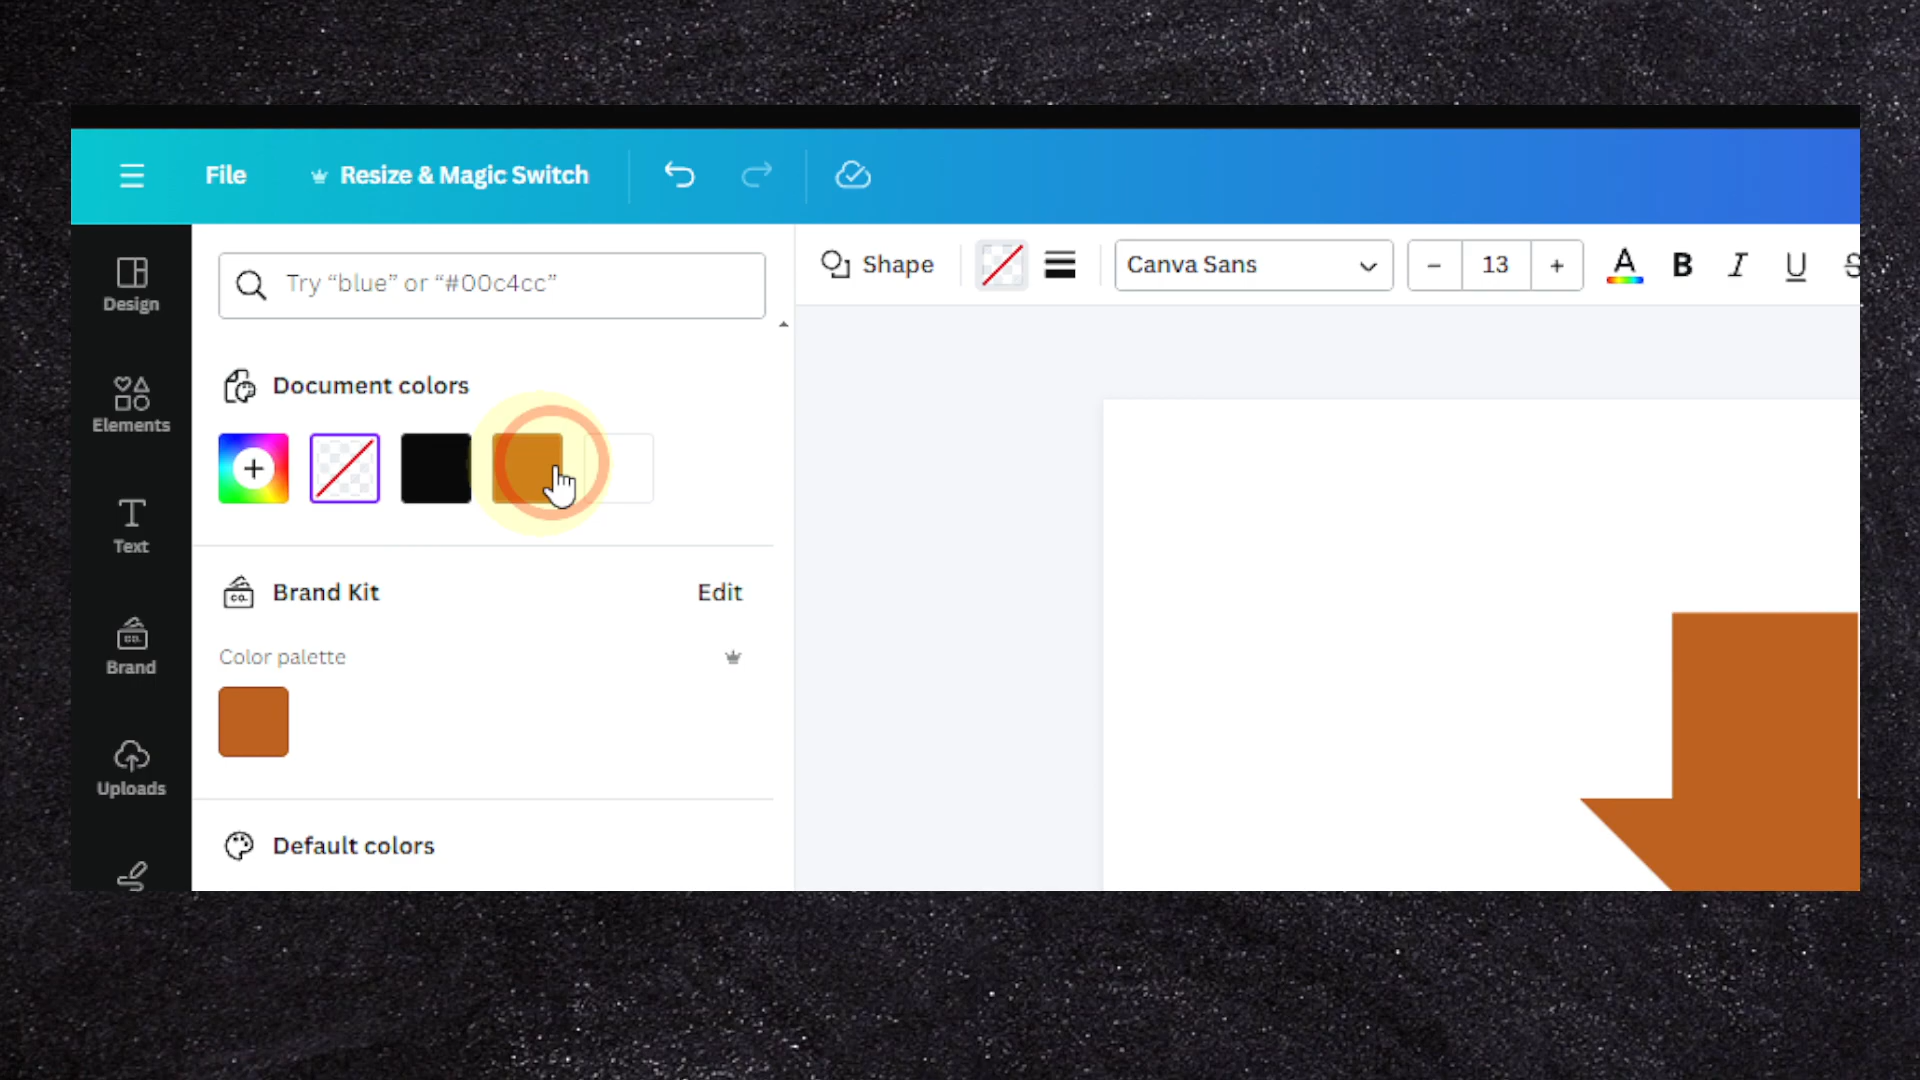 File
Resize & Magic Switch
Design
Elements
Text
Brand
Uploads
Try “blue” or “#00c4cc”
Document colors
Brand Kit
Edit
CO.
Color palette
Default colors
Shape
Canva Sans
– 13 +
A B I U S